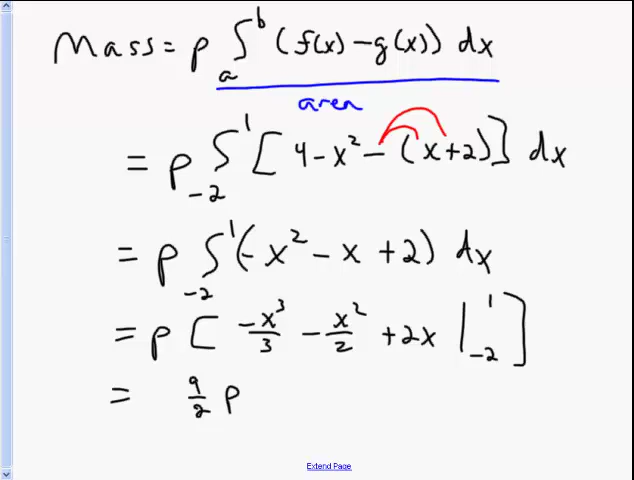 Mass = ρ ∫_a^b (f(x) - g(x)) dx
area
= ρ ∫_{-2}^1 [ 4 - x² - (x + 2) ] dx
= ρ ∫_{-2}^1 (-x² - x + 2) dx
= ρ [ -x³/3 - x²/2 + 2x |_{-2}^1 ]
= 9/2 ρ
Extend Page